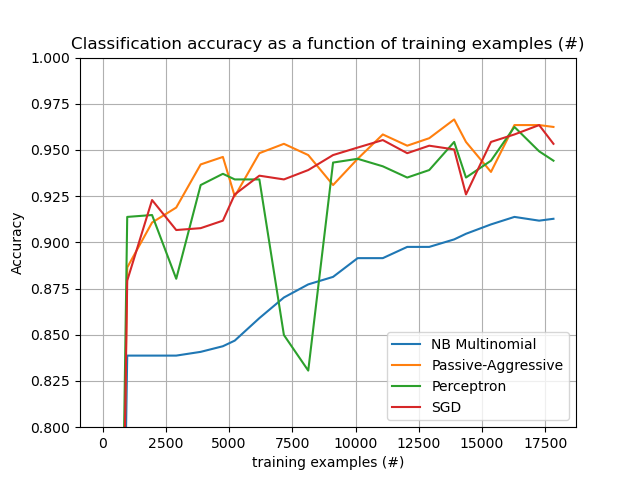 Classification accuracy as a function of training examples (#)
1.000
0.975
0.950
0.925
0.900
0.875
0.850
0.825
0.800
Accuracy
NB Multinomial
Passive-Aggressive
Perceptron
SGD
0 2500 5000 7500 10000 12500 15000 17500
training examples (#)